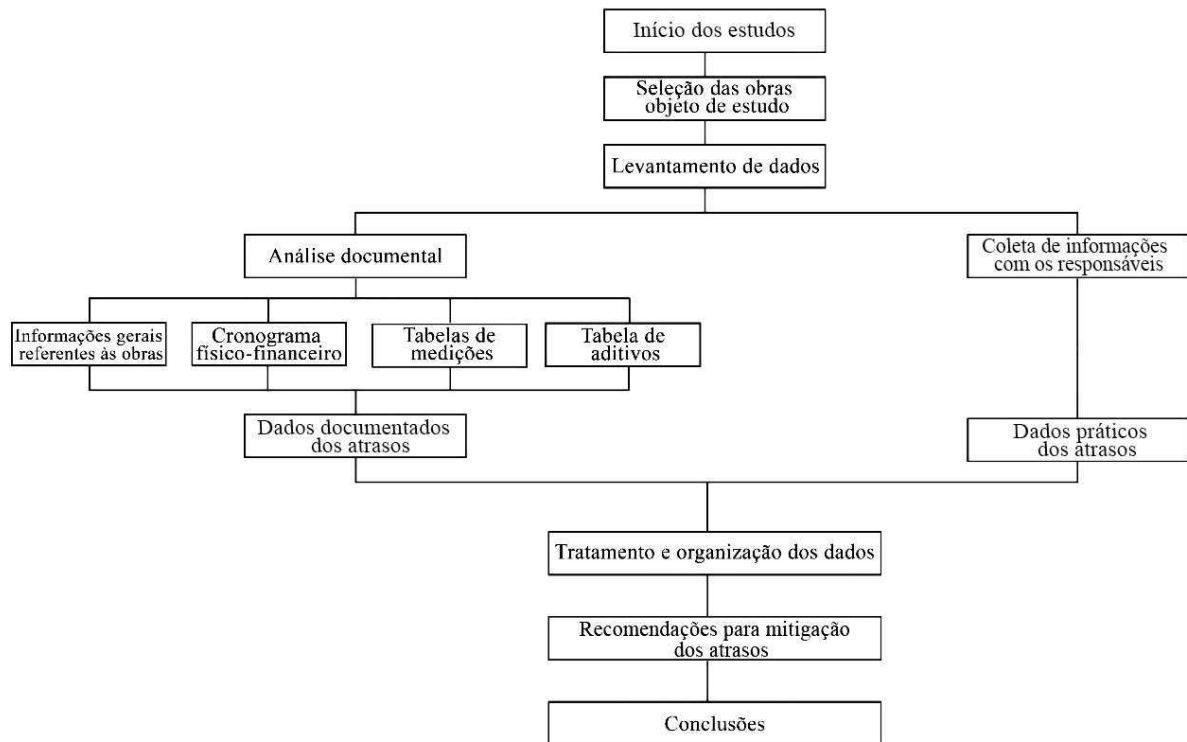 Início dos estudos
Seleção das obras
objeto de estudo
Levantamento de dados
Análise documental
Coleta de informações
com os responsáveis
Informações gerais
referentes às obras
Cronograma
físico-financeiro
Tabelas de
medições
Tabela de
aditivos
Dados documentados
dos atrasos
Dados práticos
dos atrasos
Tratamento e organização dos dados
Recomendações para mitigação
dos atrasos
Conclusões